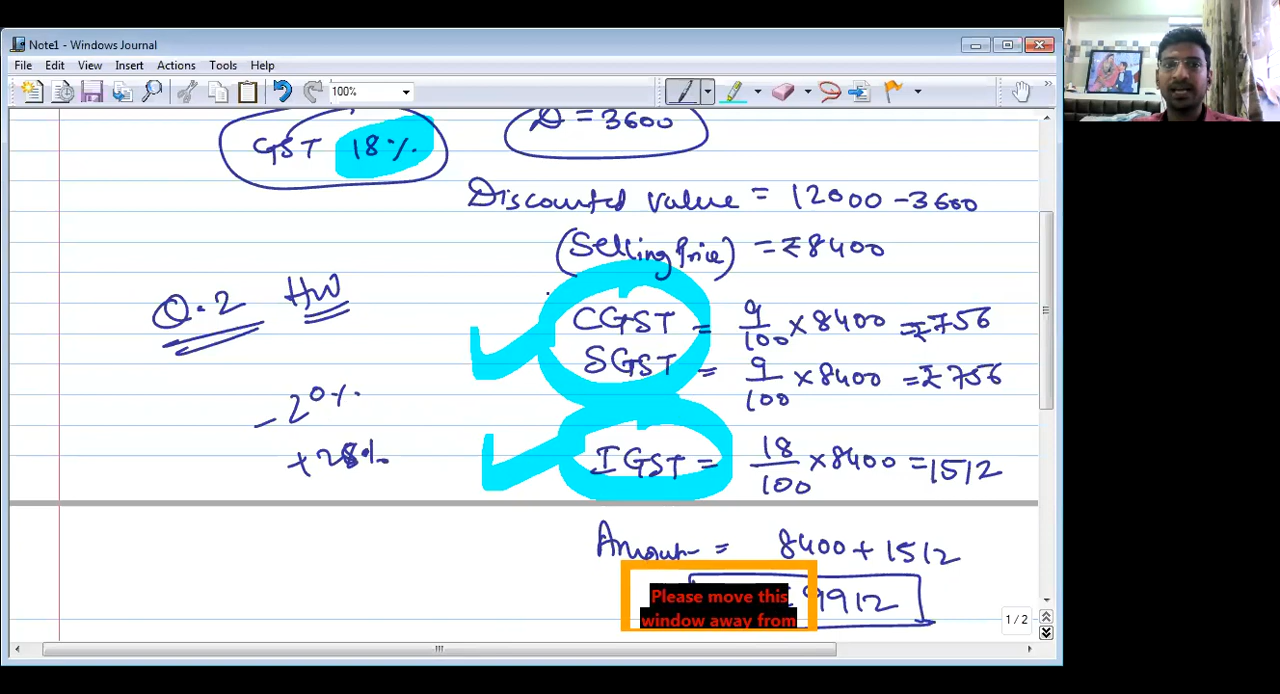 Note1 - Windows Journal
File Edit View Insert Actions Tools Help
100%
GST 18%
D = 3600
Discounted value = 12000 - 3600
(Selling Price) = ₹8400
Q.2 HW
CGST = 9/100 × 8400 = ₹756
SGST = 9/100 × 8400 = ₹756
- 20%
+ 28%
IGST = 18/100 × 8400 = 1512
Amount = 8400 + 1512
9912
Please move this
window away from
1 / 2